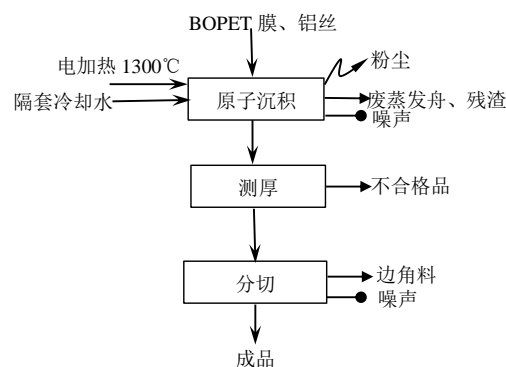 BOPET 膜、铝丝
电加热 1300℃
粉尘
隔套冷却水
原子沉积
废蒸发舟、残渣
噪声
测厚
不合格品
分切
边角料
噪声
成品